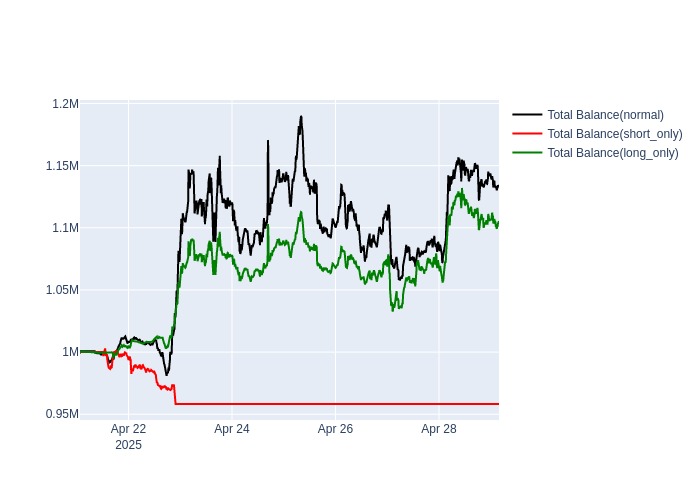 1.2M
1.15M
1.1M
1.05M
1M
0.95M
Apr 22
2025
Apr 24
Apr 26
Apr 28
Total Balance(normal)
Total Balance(short_only)
Total Balance(long_only)